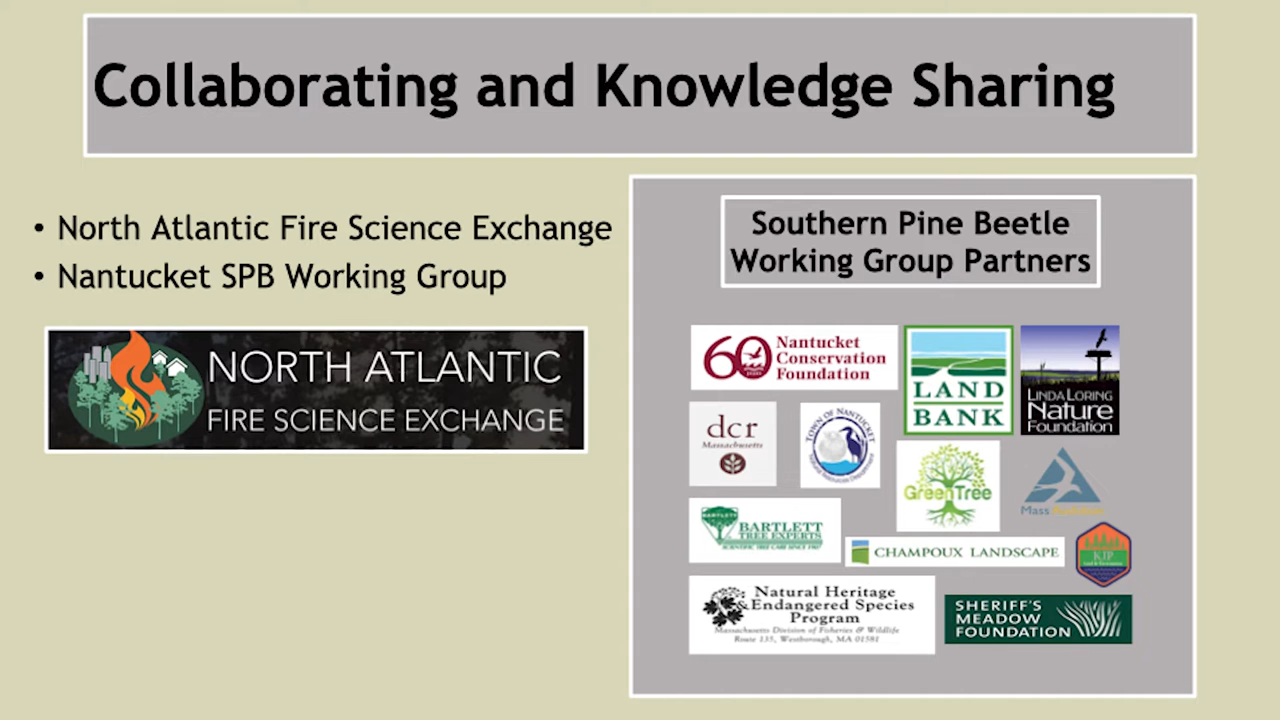 Collaborating and Knowledge Sharing
• North Atlantic Fire Science Exchange
• Nantucket SPB Working Group
NORTH ATLANTIC
FIRE SCIENCE EXCHANGE
Southern Pine Beetle
Working Group Partners
60
Nantucket
Conservation
Foundation
LAND
BANK
LINDA LORING
Nature
Foundation
dcr
Massachusetts
TOWN OF NANTUCKET
GreenTree
Mass
BARTLETT
BARTLETT
TREE EXPERTS
SCIENTIFIC TREE CARE SINCE 1907
CHAMPOUX LANDSCAPE
KJP
Natural Heritage
& Endangered Species
Program
Massachusetts Division of Fisheries & Wildlife
Route 135, Westborough, MA 01581
SHERIFF'S
MEADOW
FOUNDATION